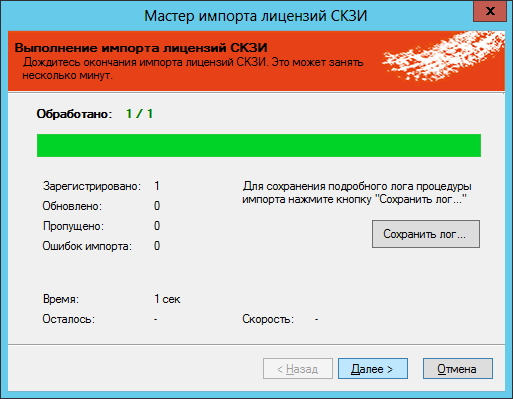 Мастер импорта лицензий СКЗИ
x
Выполнение импорта лицензий СКЗИ
Дождитесь окончания импорта лицензий СКЗИ. Это может занять
несколько минут.
Обработано: 1 / 1
Зарегистрировано: 1
Обновлено: 0
Пропущено: 0
Ошибок импорта: 0
Для сохранения подробного лога процедуры
импорта нажмите кнопку "Сохранить лог..."
Сохранить лог...
Время: 1 сек
Осталось: - Скорость: -
< Назад Далее > Отмена